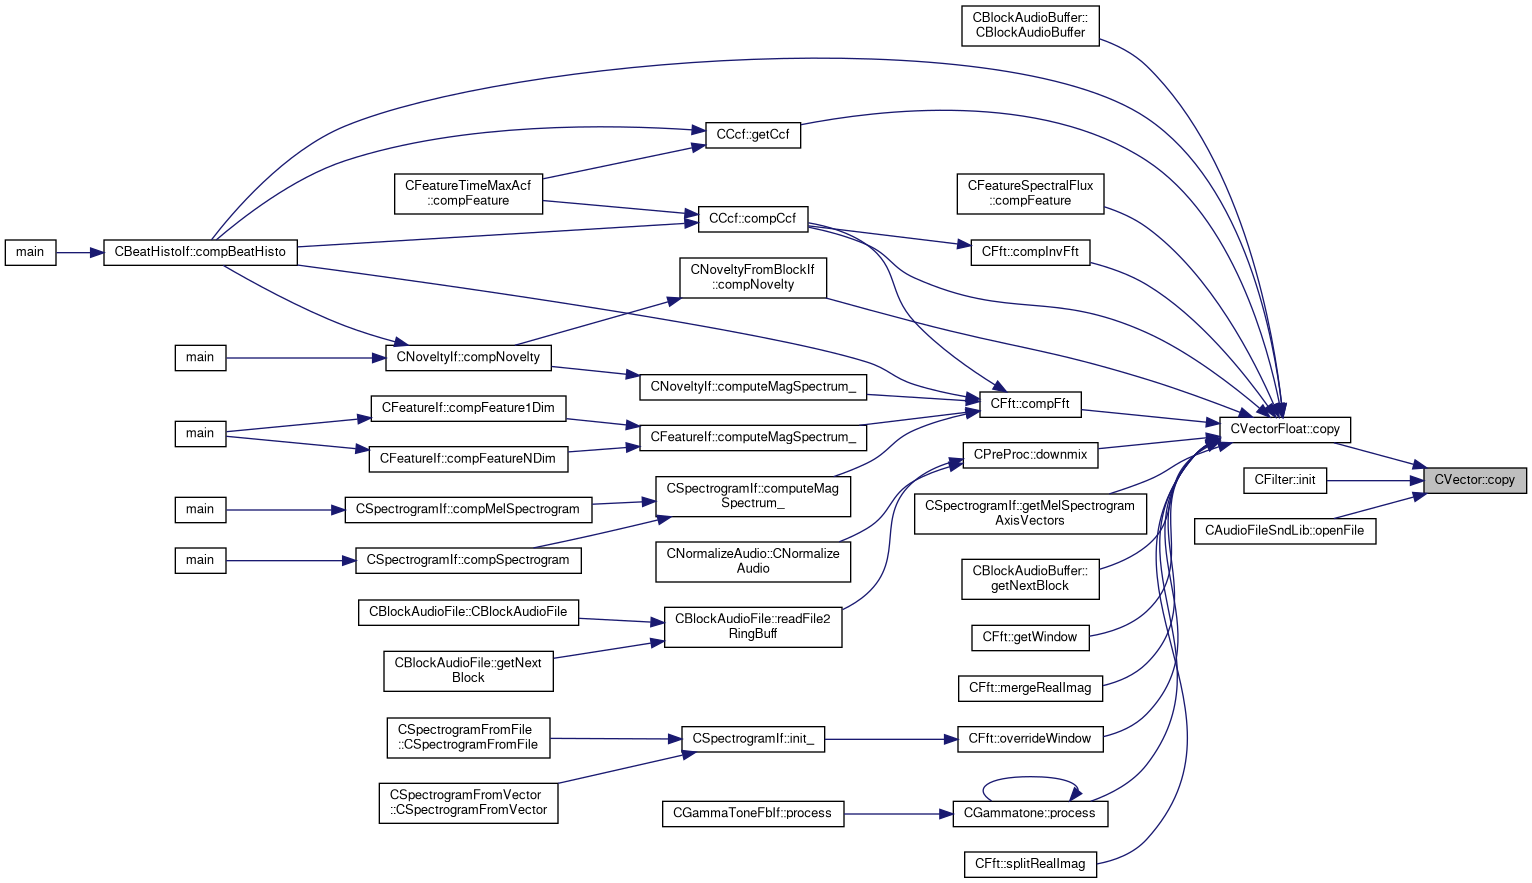 CBlockAudioBuffer::
CBlockAudioBuffer
CCcf::getCcf
CFeatureTimeMaxAcf
::compFeature
CFeatureSpectralFlux
::compFeature
CCcf::compCcf
main
CBeatHistoIf::compBeatHisto
CFft::compInvFft
CNoveltyFromBlockIf
::compNovelty
main
CNoveltyIf::compNovelty
CNoveltyIf::computeMagSpectrum_
CFft::compFft
CFeatureIf::compFeature1Dim
main
CFeatureIf::computeMagSpectrum_
CVectorFloat::copy
CFeatureIf::compFeatureNDim
CPreProc::downmix
CFilter::init
CVector::copy
CSpectrogramIf::computeMag
Spectrum_
main
CSpectrogramIf::compMelSpectrogram
CSpectrogramIf::getMelSpectrogram
AxisVectors
CAudioFileSndLib::openFile
main
CSpectrogramIf::compSpectrogram
CNormalizeAudio::CNormalize
Audio
CBlockAudioBuffer::
getNextBlock
CBlockAudioFile::CBlockAudioFile
CBlockAudioFile::readFile2
RingBuff
CFft::getWindow
CBlockAudioFile::getNext
Block
CFft::mergeRealImag
CSpectrogramFromFile
::CSpectrogramFromFile
CSpectrogramIf::init_
CFft::overrideWindow
CSpectrogramFromVector
::CSpectrogramFromVector
CGammaToneFbIf::process
CGammatone::process
CFft::splitRealImag